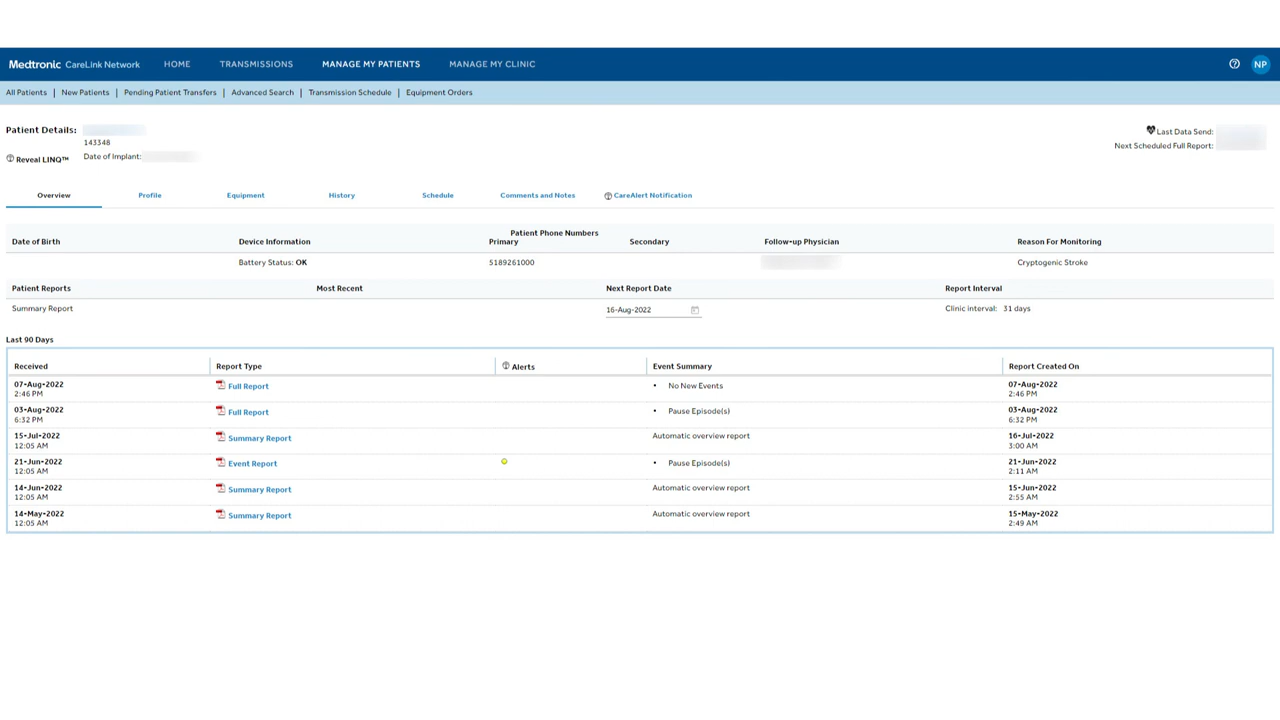 Medtronic CareLink Network HOME TRANSMISSIONS MANAGE MY PATIENTS MANAGE MY CLINIC NP
All Patients | New Patients | Pending Patient Transfers | Advanced Search | Transmission Schedule | Equipment Orders
Patient Details:
143348
Reveal LINQ™ Date of Implant:
Last Data Send:
Next Scheduled Full Report:
Overview Profile Equipment History Schedule Comments and Notes CareAlert Notification
Patient Phone Numbers
Date of Birth Device Information Primary Secondary Follow-up Physician Reason For Monitoring
Battery Status: OK 5189261000 Cryptogenic Stroke
Patient Reports Most Recent Next Report Date Report Interval
Summary Report 16-Aug-2022 Clinic interval: 31 days
Last 90 Days
Received Report Type Alerts Event Summary Report Created On
07-Aug-2022 Full Report • No New Events 07-Aug-2022
2:46 PM 2:46 PM
03-Aug-2022 Full Report • Pause Episode(s) 03-Aug-2022
6:32 PM 6:32 PM
15-Jul-2022 Summary Report Automatic overview report 16-Jul-2022
12:05 AM 3:00 AM
21-Jun-2022 Event Report • Pause Episode(s) 21-Jun-2022
12:05 AM 2:11 AM
14-Jun-2022 Summary Report Automatic overview report 15-Jun-2022
12:05 AM 2:55 AM
14-May-2022 Summary Report Automatic overview report 15-May-2022
12:05 AM 2:49 AM